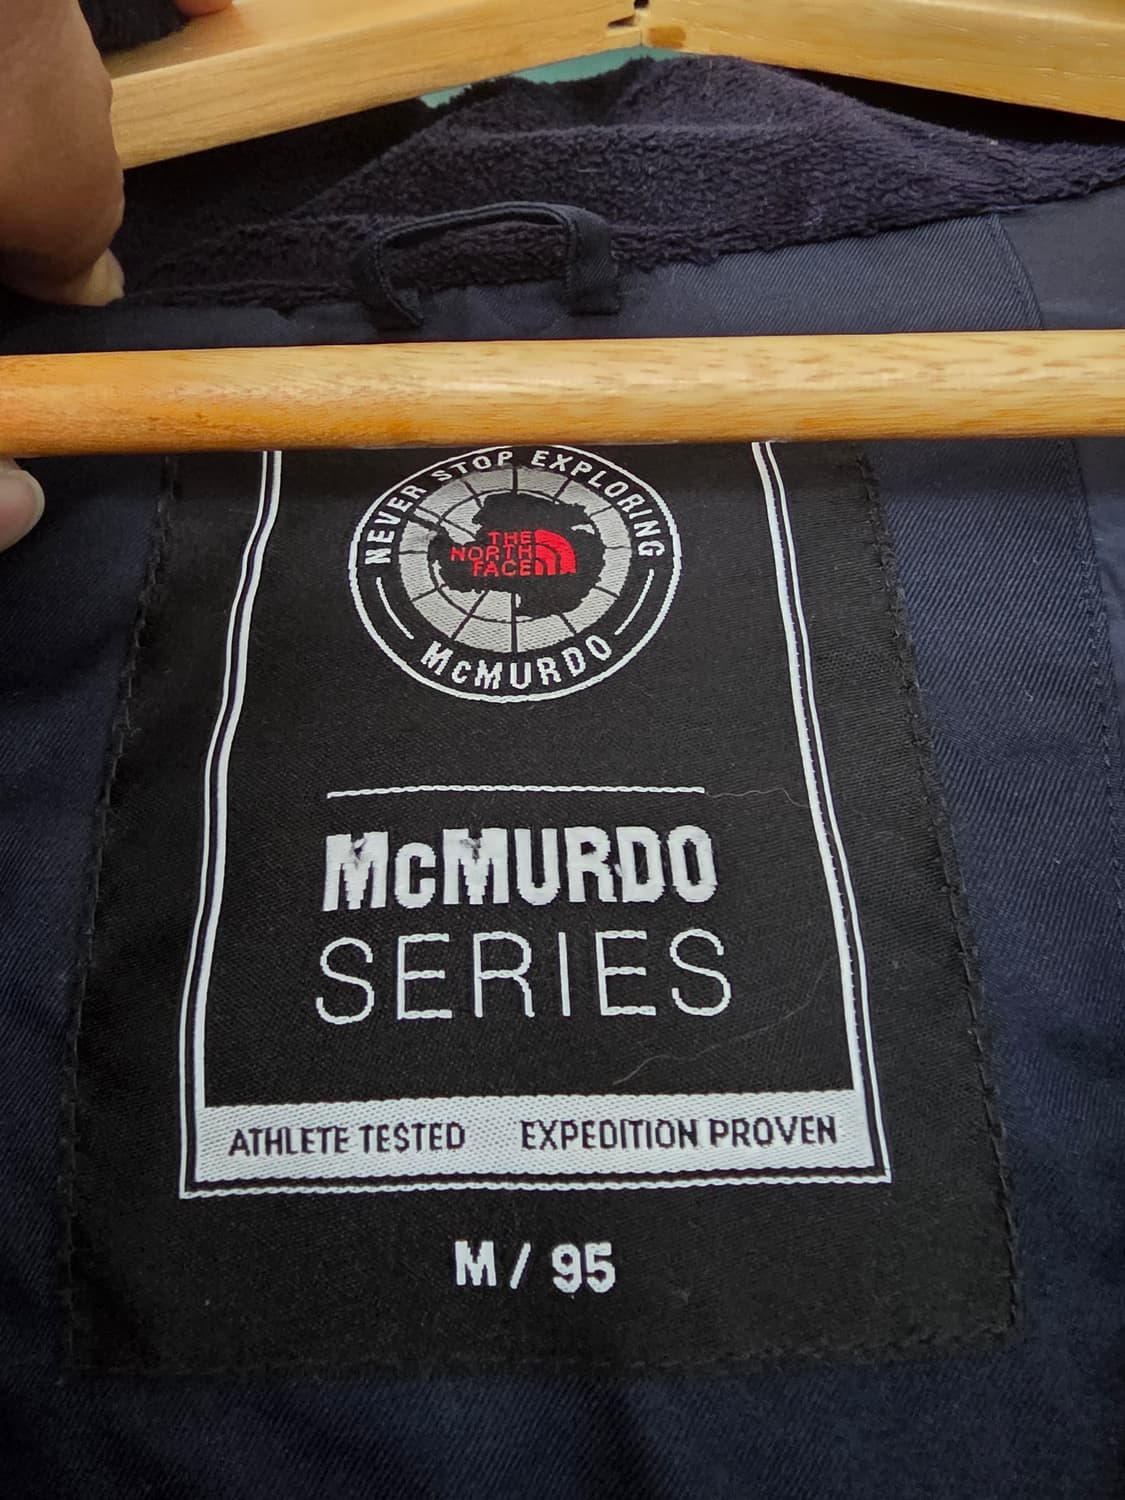 NEVER STOP EXPLORING
THE
NORTH
FACE
McMURDO
McMURDO
SERIES
ATHLETE TESTED EXPEDITION PROVEN
M / 95